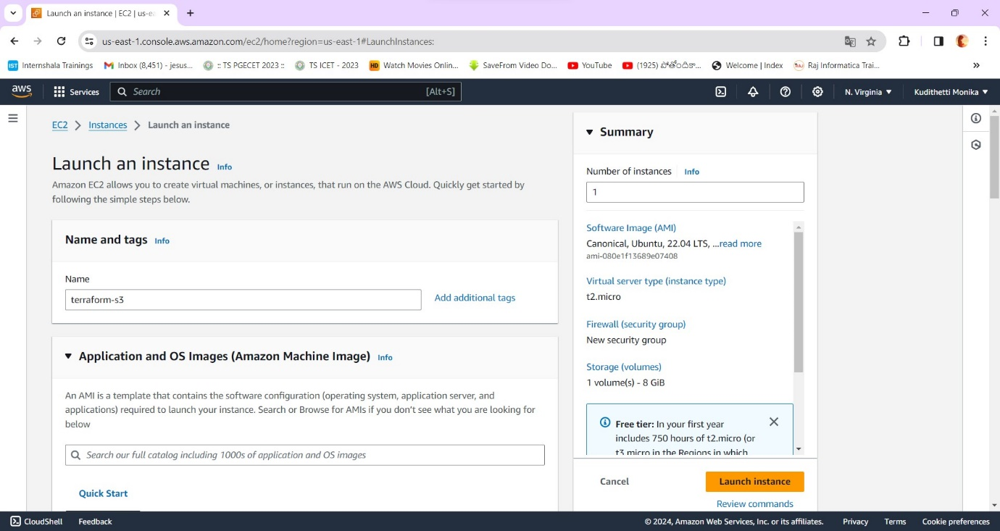 Launch an instance | EC2 | us-ea
us-east-1.console.aws.amazon.com/ec2/home?region=us-east-1#LaunchInstances:
Internshala Trainings
Inbox (8,451) - jesus...
:: TS PGECET 2023 ::
TS ICET - 2023
Watch Movies Onlin...
SaveFrom Video Do...
YouTube
(1925) పోతొందికా...
Welcome | Index
Raj Informatica Trai...
aws
Services
Search
[Alt+S]
N. Virginia
Kudithetti Monika
EC2
Instances
Launch an instance
Launch an instance Info
Amazon EC2 allows you to create virtual machines, or instances, that run on the AWS Cloud. Quickly get started by
following the simple steps below.
Name and tags Info
Name
terraform-s3
Add additional tags
Application and OS Images (Amazon Machine Image) Info
An AMI is a template that contains the software configuration (operating system, application server, and
applications) required to launch your instance. Search or Browse for AMIs if you don't see what you are looking for
below
Search our full catalog including 1000s of application and OS images
Quick Start
Summary
Number of instances Info
1
Software Image (AMI)
Canonical, Ubuntu, 22.04 LTS, ...read more
ami-080e1f13689e07408
Virtual server type (instance type)
t2.micro
Firewall (security group)
New security group
Storage (volumes)
1 volume(s) - 8 GiB
Free tier: In your first year
includes 750 hours of t2.micro (or
t3.micro in the Regions in which
Cancel
Launch instance
Review commands
CloudShell
Feedback
© 2024, Amazon Web Services, Inc. or its affiliates.
Privacy
Terms
Cookie preferences